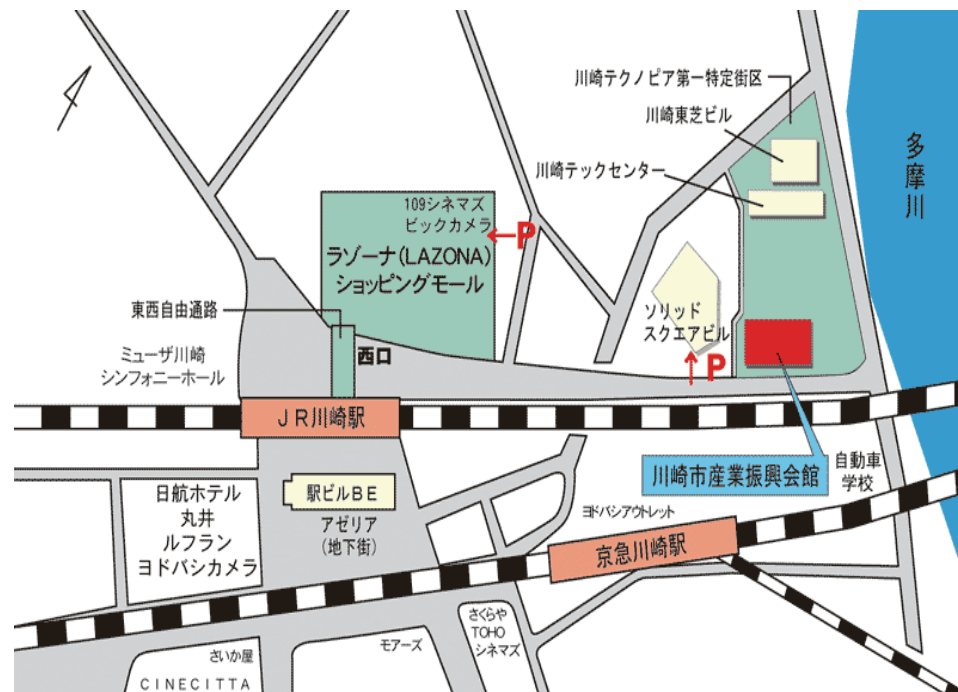 川崎テクノピア第一特定街区
川崎東芝ビル
川崎テックセンター
多摩川
109シネマズ
ビックカメラ
P
ラゾーナ(LAZONA)
ショッピングモール
東西自由通路
西口
ミューザ川崎
シンフォニーホール
ソリッド
スクエアビル
P
JR川崎駅
川崎市産業振興会館
自動車
学校
駅ビルBE
日航ホテル
丸井
ルフラン
ヨドバシカメラ
アゼリア
(地下街)
ヨドバシアウトレット
京急川崎駅
さくらや
TOHO
シネマズ
モアーズ
さいか屋
CINECITTA